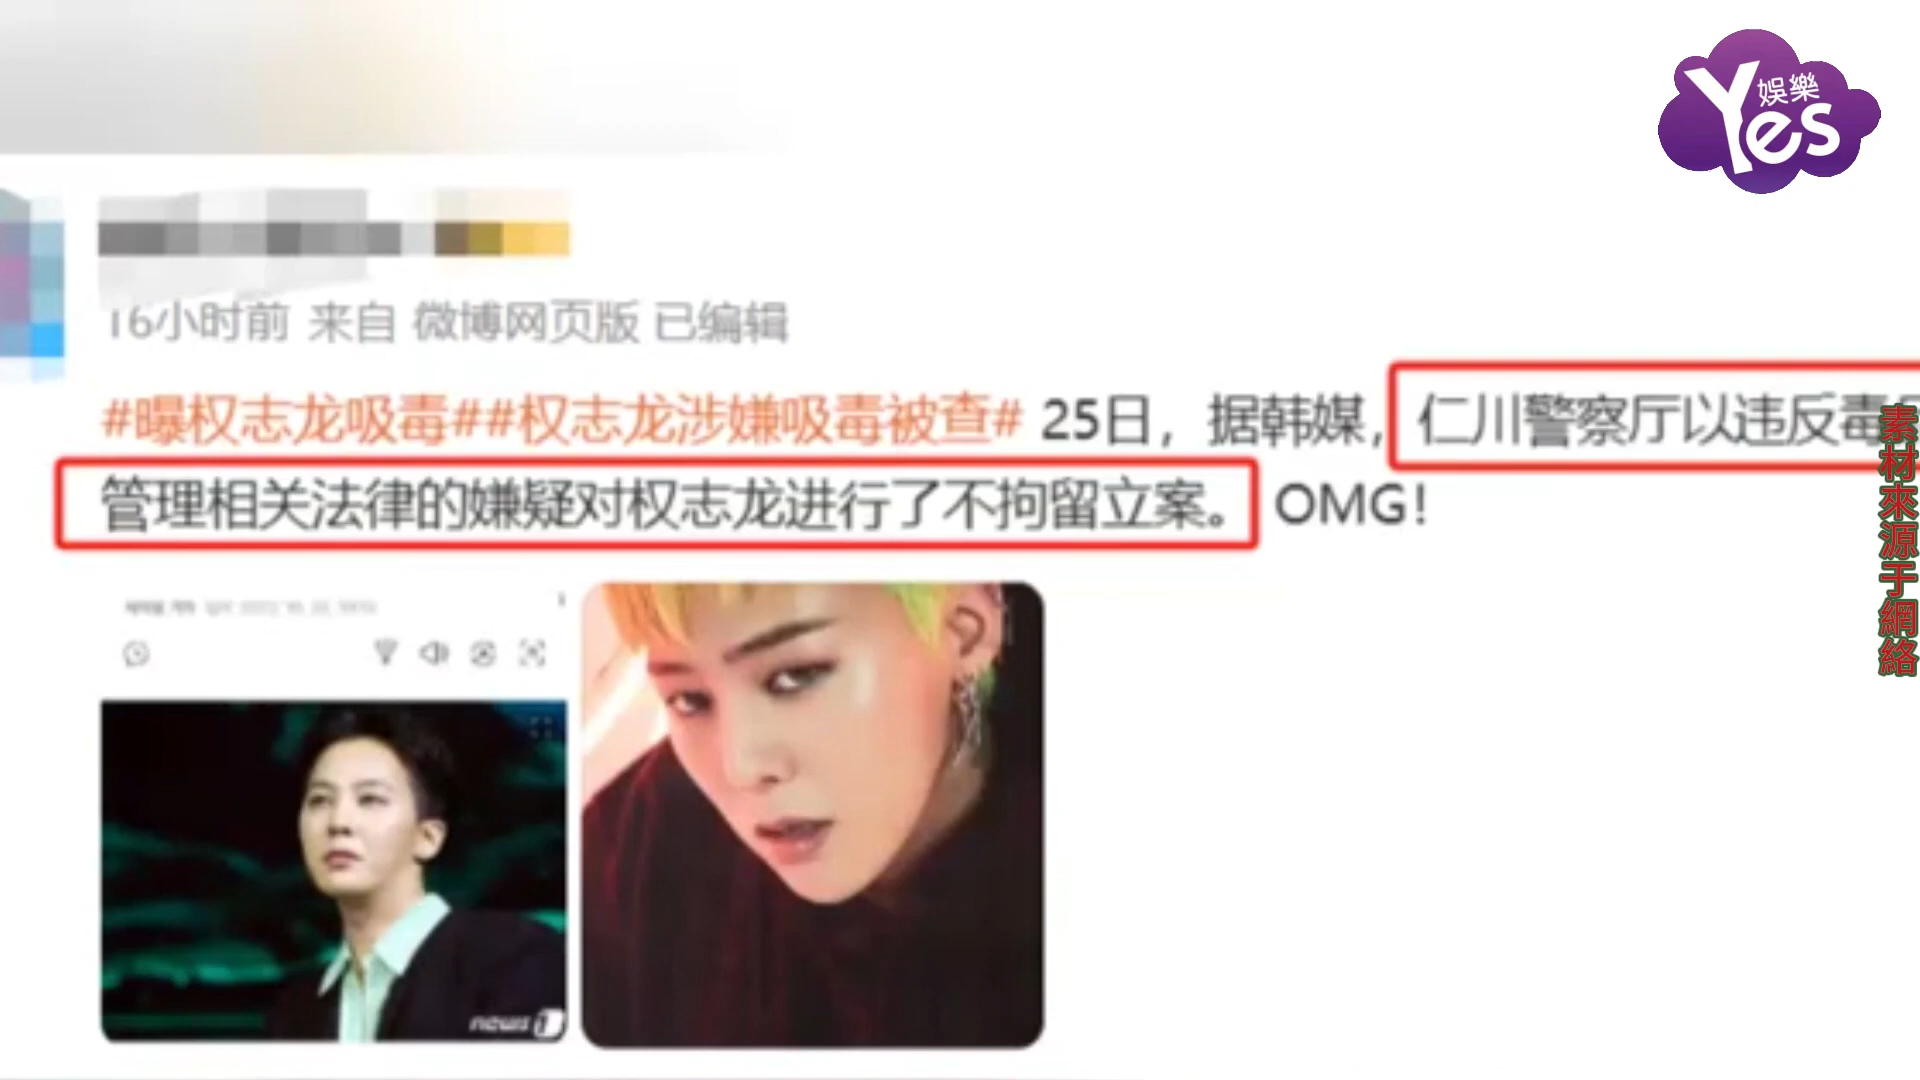 Yes娛樂
16小时前 来自 微博网页版 已编辑
#曝权志龙吸毒##权志龙涉嫌吸毒被查# 25日，据韩媒，仁川警察厅以违反毒
管理相关法律的嫌疑对权志龙进行了不拘留立案。OMG！
素材來源于網絡
news1